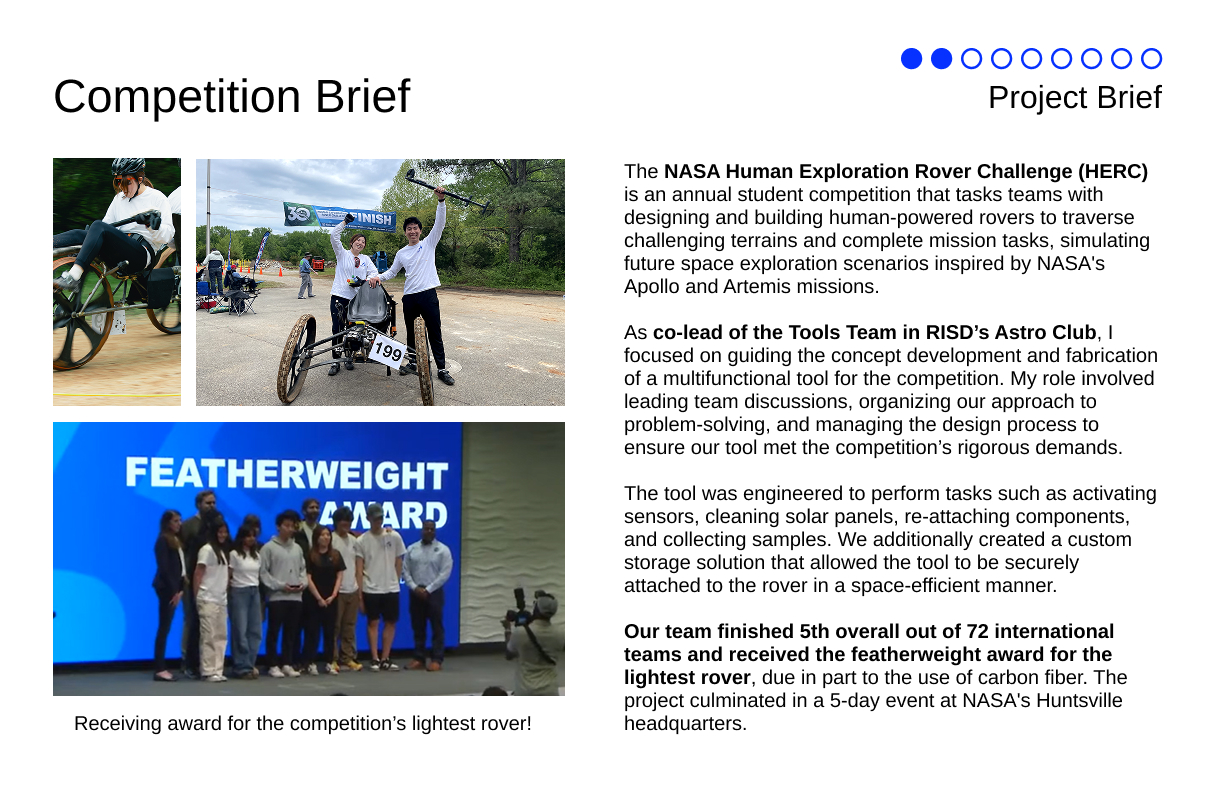 Competition Brief
Project Brief
30
FINISH
199
FEATHERWEIGHT
AWARD
Receiving award for the competition’s lightest rover!
The NASA Human Exploration Rover Challenge (HERC)
is an annual student competition that tasks teams with
designing and building human-powered rovers to traverse
challenging terrains and complete mission tasks, simulating
future space exploration scenarios inspired by NASA's
Apollo and Artemis missions.
As co-lead of the Tools Team in RISD’s Astro Club, I
focused on guiding the concept development and fabrication
of a multifunctional tool for the competition. My role involved
leading team discussions, organizing our approach to
problem-solving, and managing the design process to
ensure our tool met the competition’s rigorous demands.
The tool was engineered to perform tasks such as activating
sensors, cleaning solar panels, re-attaching components,
and collecting samples. We additionally created a custom
storage solution that allowed the tool to be securely
attached to the rover in a space-efficient manner.
Our team finished 5th overall out of 72 international
teams and received the featherweight award for the
lightest rover, due in part to the use of carbon fiber. The
project culminated in a 5-day event at NASA's Huntsville
headquarters.